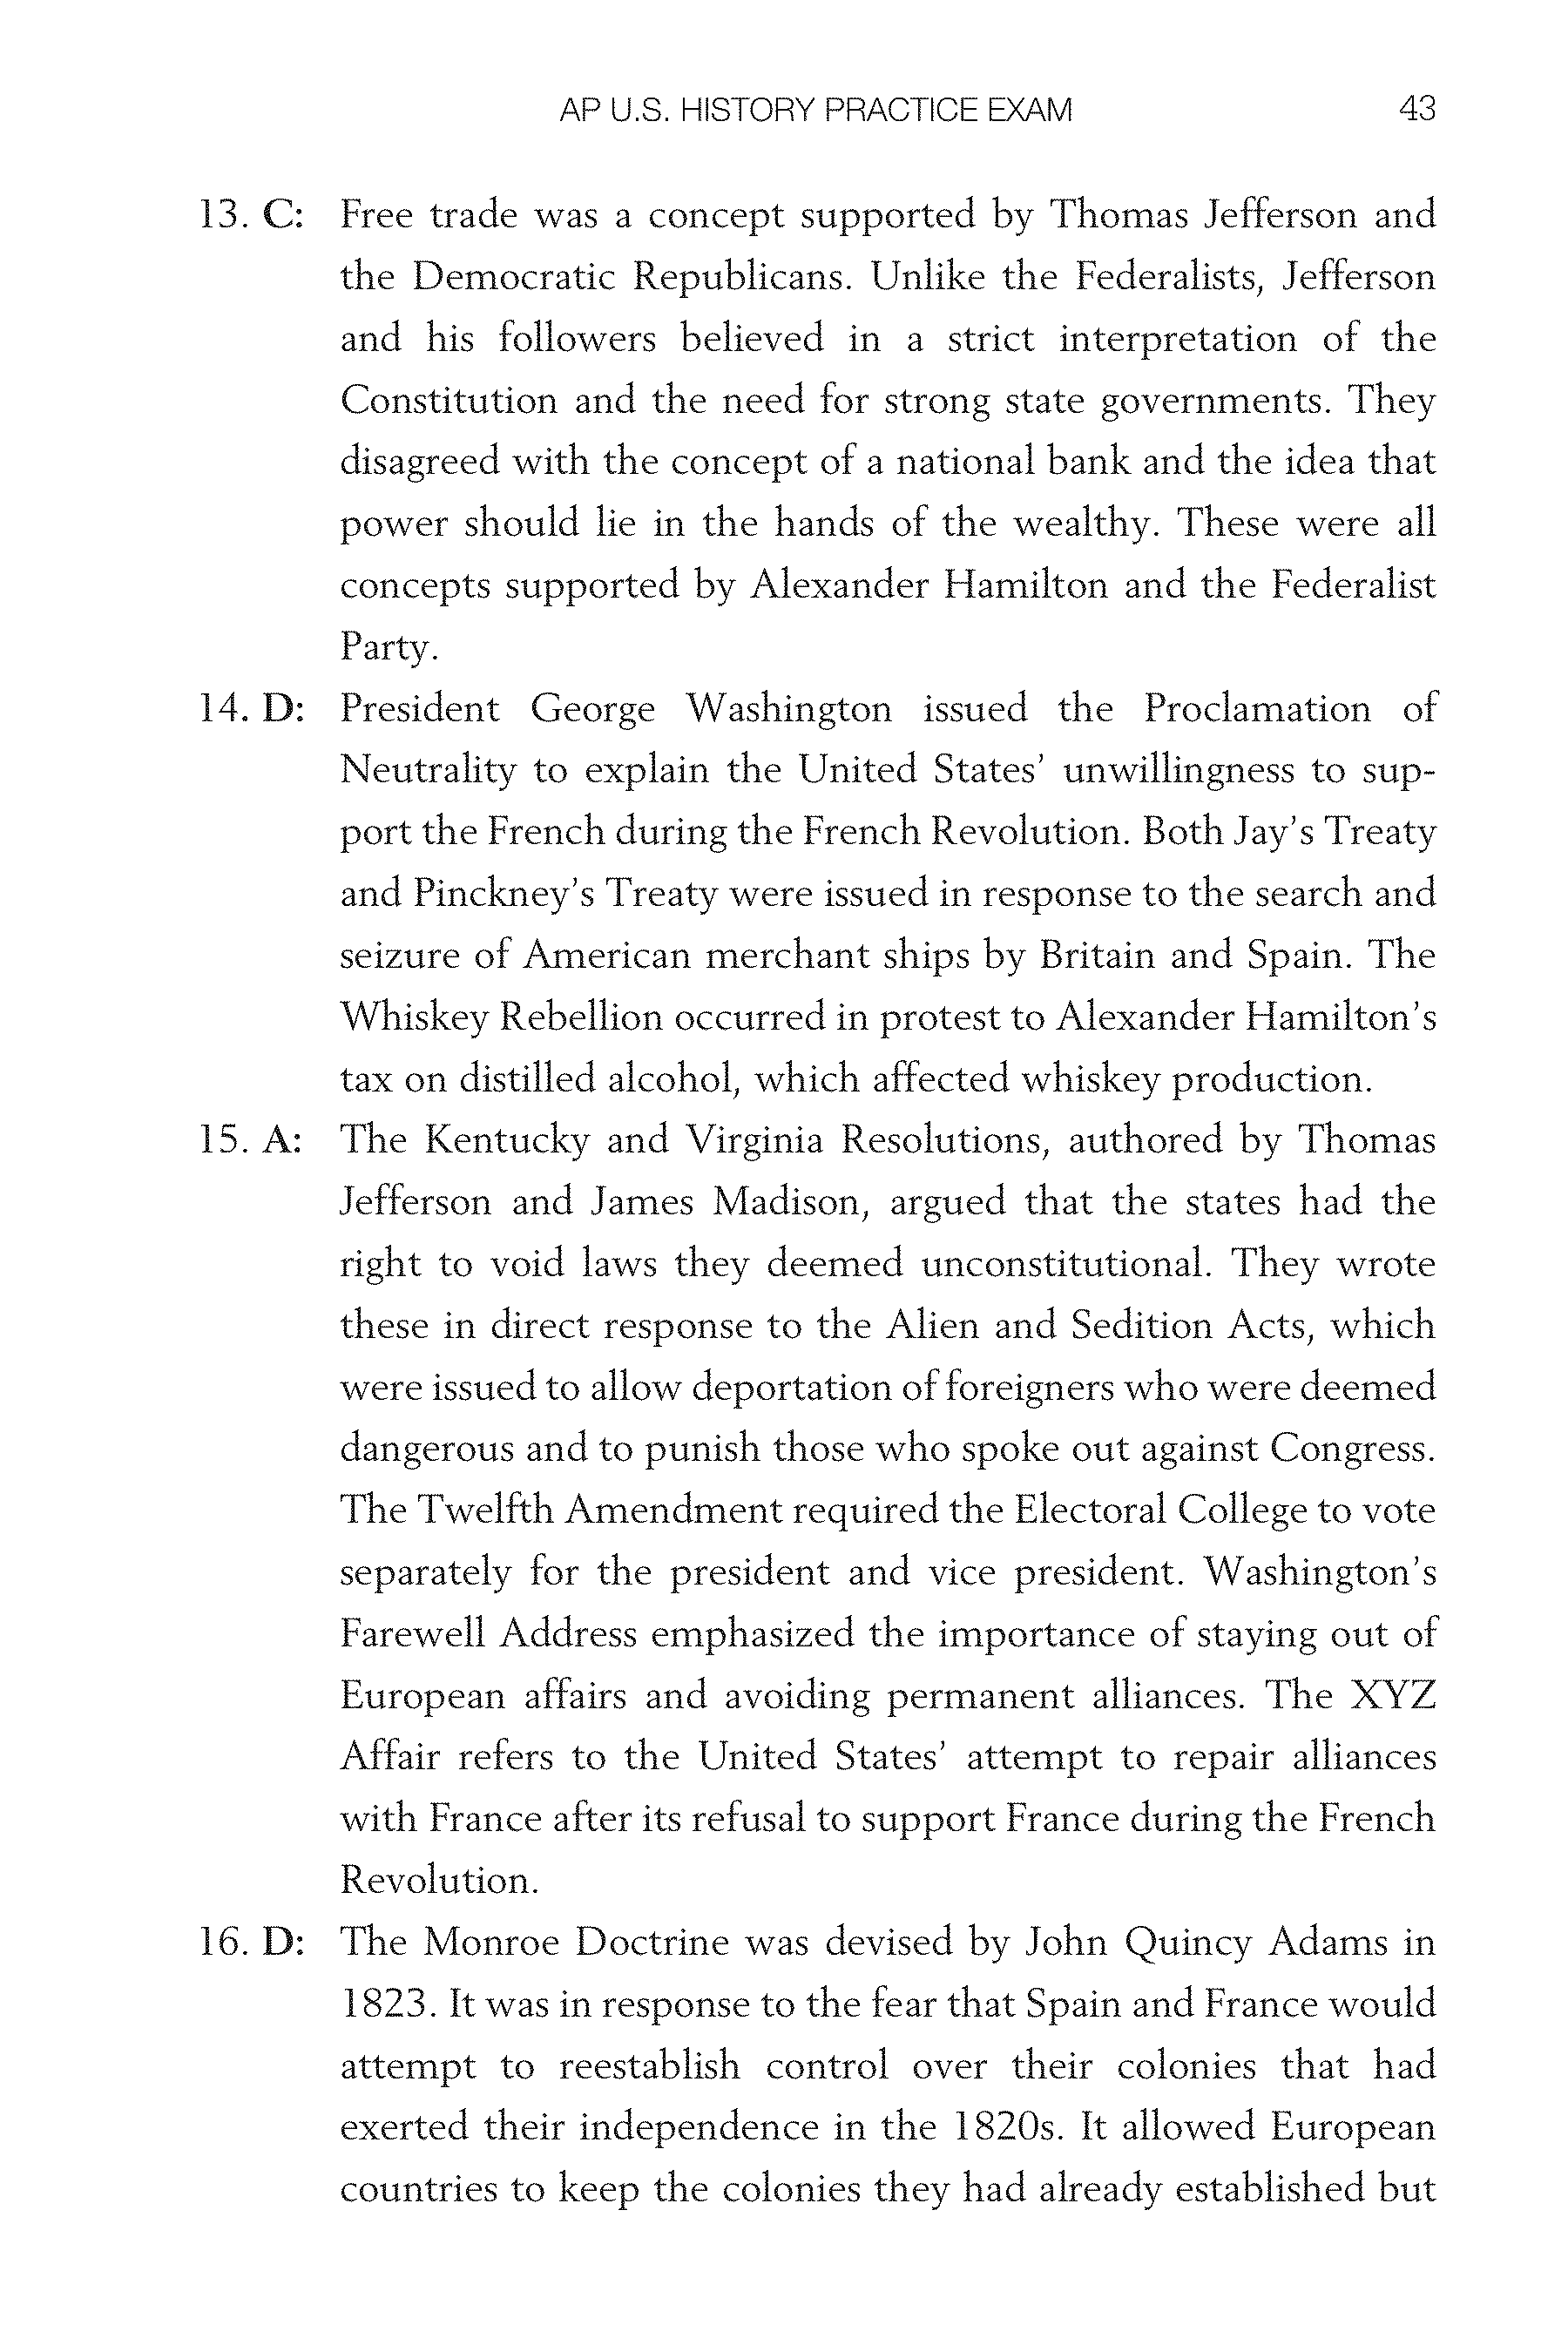 AP U.S. HISTORY PRACTICE EXAM 43
13. C: Free trade was a concept supported by Thomas Jefferson and
the Democratic Republicans. Unlike the Federalists, Jefferson
and his followers believed in a strict interpretation of the
Constitution and the need for strong state governments. They
disagreed with the concept of a national bank and the idea that
power should lie in the hands of the wealthy. These were all
concepts supported by Alexander Hamilton and the Federalist
Party.
14. D: President George Washington issued the Proclamation of
Neutrality to explain the United States’ unwillingness to sup-
port the French during the French Revolution. Both Jay’s Treaty
and Pinckney’s Treaty were issued in response to the search and
seizure of American merchant ships by Britain and Spain. The
Whiskey Rebellion occurred in protest to Alexander Hamilton’s
tax on distilled alcohol, which affected whiskey production.
15. A: The Kentucky and Virginia Resolutions, authored by Thomas
Jefferson and James Madison, argued that the states had the
right to void laws they deemed unconstitutional. They wrote
these in direct response to the Alien and Sedition Acts, which
were issued to allow deportation of foreigners who were deemed
dangerous and to punish those who spoke out against Congress.
The Twelfth Amendment required the Electoral College to vote
separately for the president and vice president. Washington’s
Farewell Address emphasized the importance of staying out of
European affairs and avoiding permanent alliances. The XYZ
Affair refers to the United States’ attempt to repair alliances
with France after its refusal to support France during the French
Revolution.
16. D: The Monroe Doctrine was devised by John Quincy Adams in
1823. It was in response to the fear that Spain and France would
attempt to reestablish control over their colonies that had
exerted their independence in the 1820s. It allowed European
countries to keep the colonies they had already established but